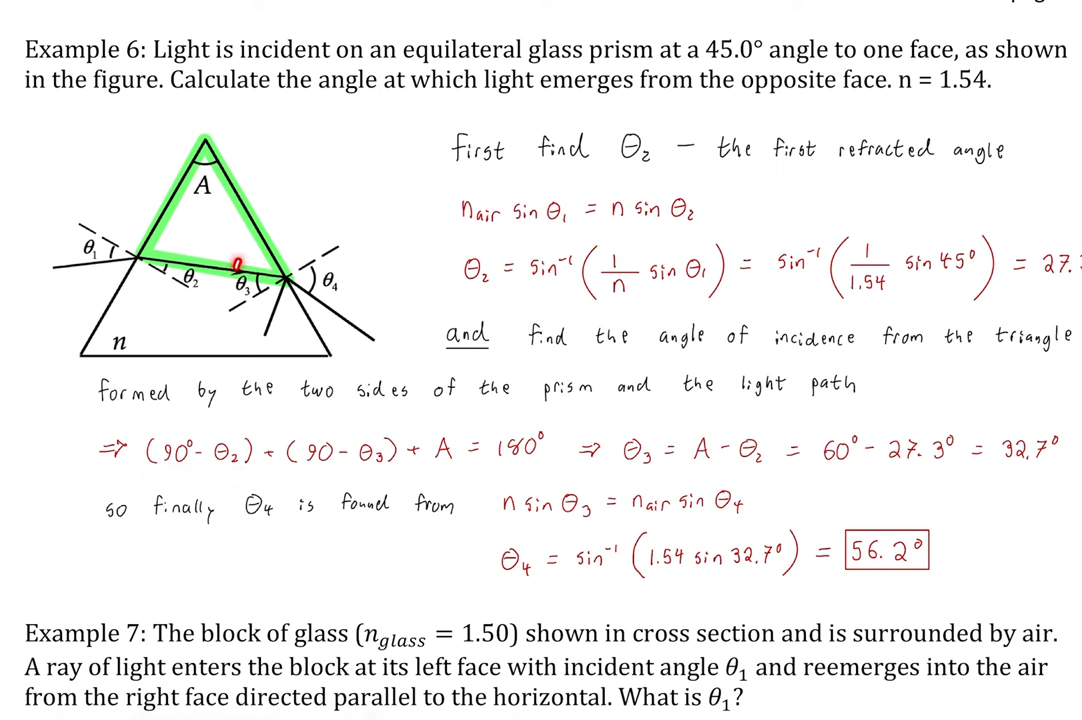 Example 6: Light is incident on an equilateral glass prism at a 45.0° angle to one face, as shown
in the figure. Calculate the angle at which light emerges from the opposite face. n = 1.54.
first find θ₂ – the first refracted angle
A
n air sin θ₁ = n sin θ₂
θ₁
θ₂
θ₃
θ₄
θ₂ = sin⁻¹ (1/n sin θ₁) = sin⁻¹ (1/1.54 sin 45°) = 27.
n
and find the angle of incidence from the triangle
formed by the two sides of the prism and the light path
⇒ (90° - θ₂) + (90 - θ₃) + A = 180° ⇒ θ₃ = A - θ₂ = 60° - 27.3° = 32.7°
so finally θ₄ is found from n sin θ₃ = n air sin θ₄
θ₄ = sin⁻¹ (1.54 sin 32.7°) = 56.2°
Example 7: The block of glass (n glass = 1.50) shown in cross section and is surrounded by air.
A ray of light enters the block at its left face with incident angle θ₁ and reemerges into the air
from the right face directed parallel to the horizontal. What is θ₁?